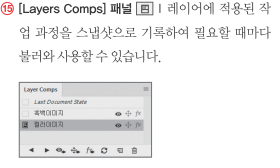 ⑮ [Layers Comps] 패널 | 레이어에 적용된 작
업 과정을 스냅샷으로 기록하여 필요할 때마다
불러와 사용할 수 있습니다.
Layer Comps
Last Document State
흑백이미지 fx
컬러이미지 fx